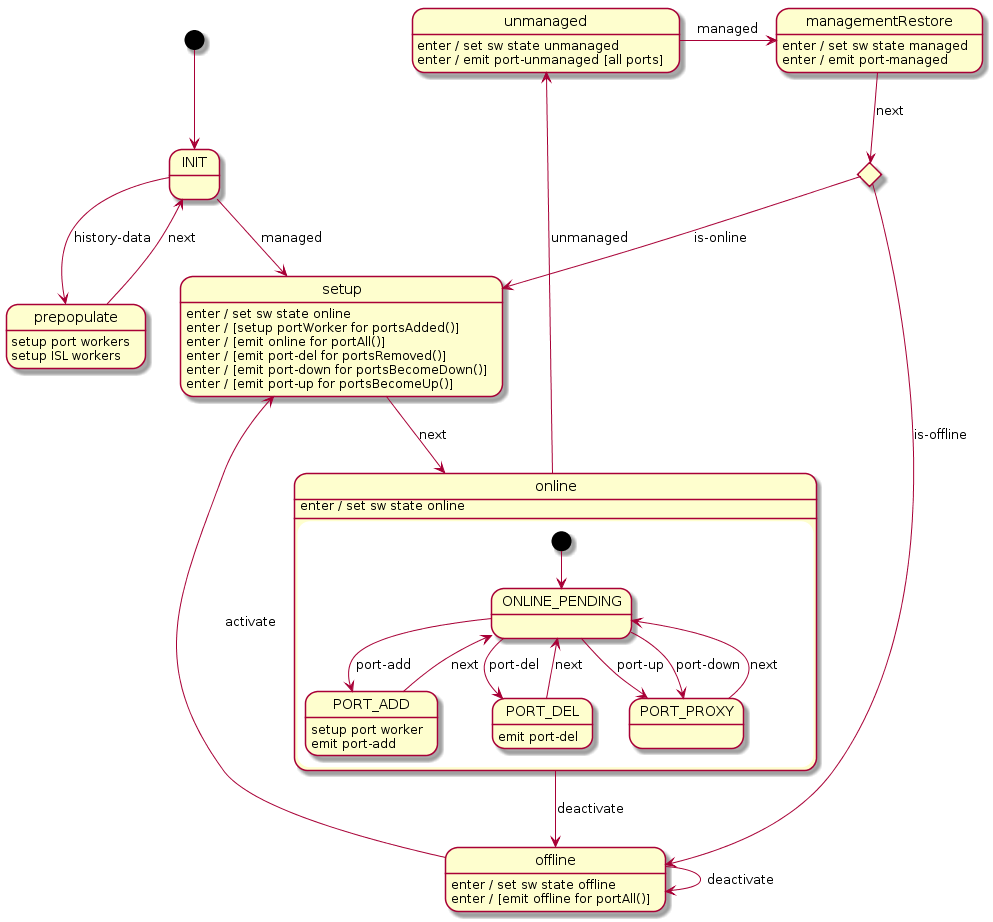 unmanaged
enter / set sw state unmanaged
enter / emit port-unmanaged [all ports]
managed
managementRestore
enter / set sw state managed
enter / emit port-managed
next
INIT
history-data
next
managed
unmanaged
is-online
prepopulate
setup port workers
setup ISL workers
setup
enter / set sw state online
enter / [setup portWorker for portsAdded()]
enter / [emit online for portAll()]
enter / [emit port-del for portsRemoved()]
enter / [emit port-down for portsBecomeDown()]
enter / [emit port-up for portsBecomeUp()]
next
is-offline
online
enter / set sw state online
ONLINE_PENDING
activate
port-add
next
port-del
next
port-up
port-down
next
PORT_ADD
setup port worker
emit port-add
PORT_DEL
emit port-del
PORT_PROXY
deactivate
offline
enter / set sw state offline
enter / [emit offline for portAll()]
deactivate